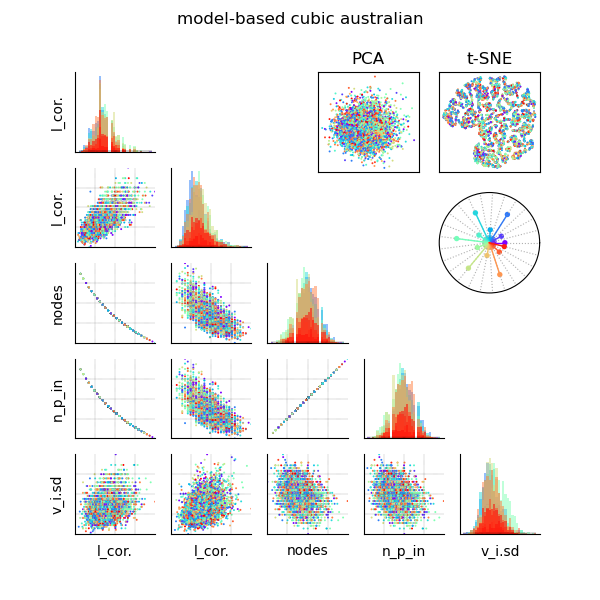 model-based cubic australian
PCA
t-SNE
l_cor.
l_cor.
nodes
n_p_in
v_i.sd
l_cor.
l_cor.
nodes
n_p_in
v_i.sd